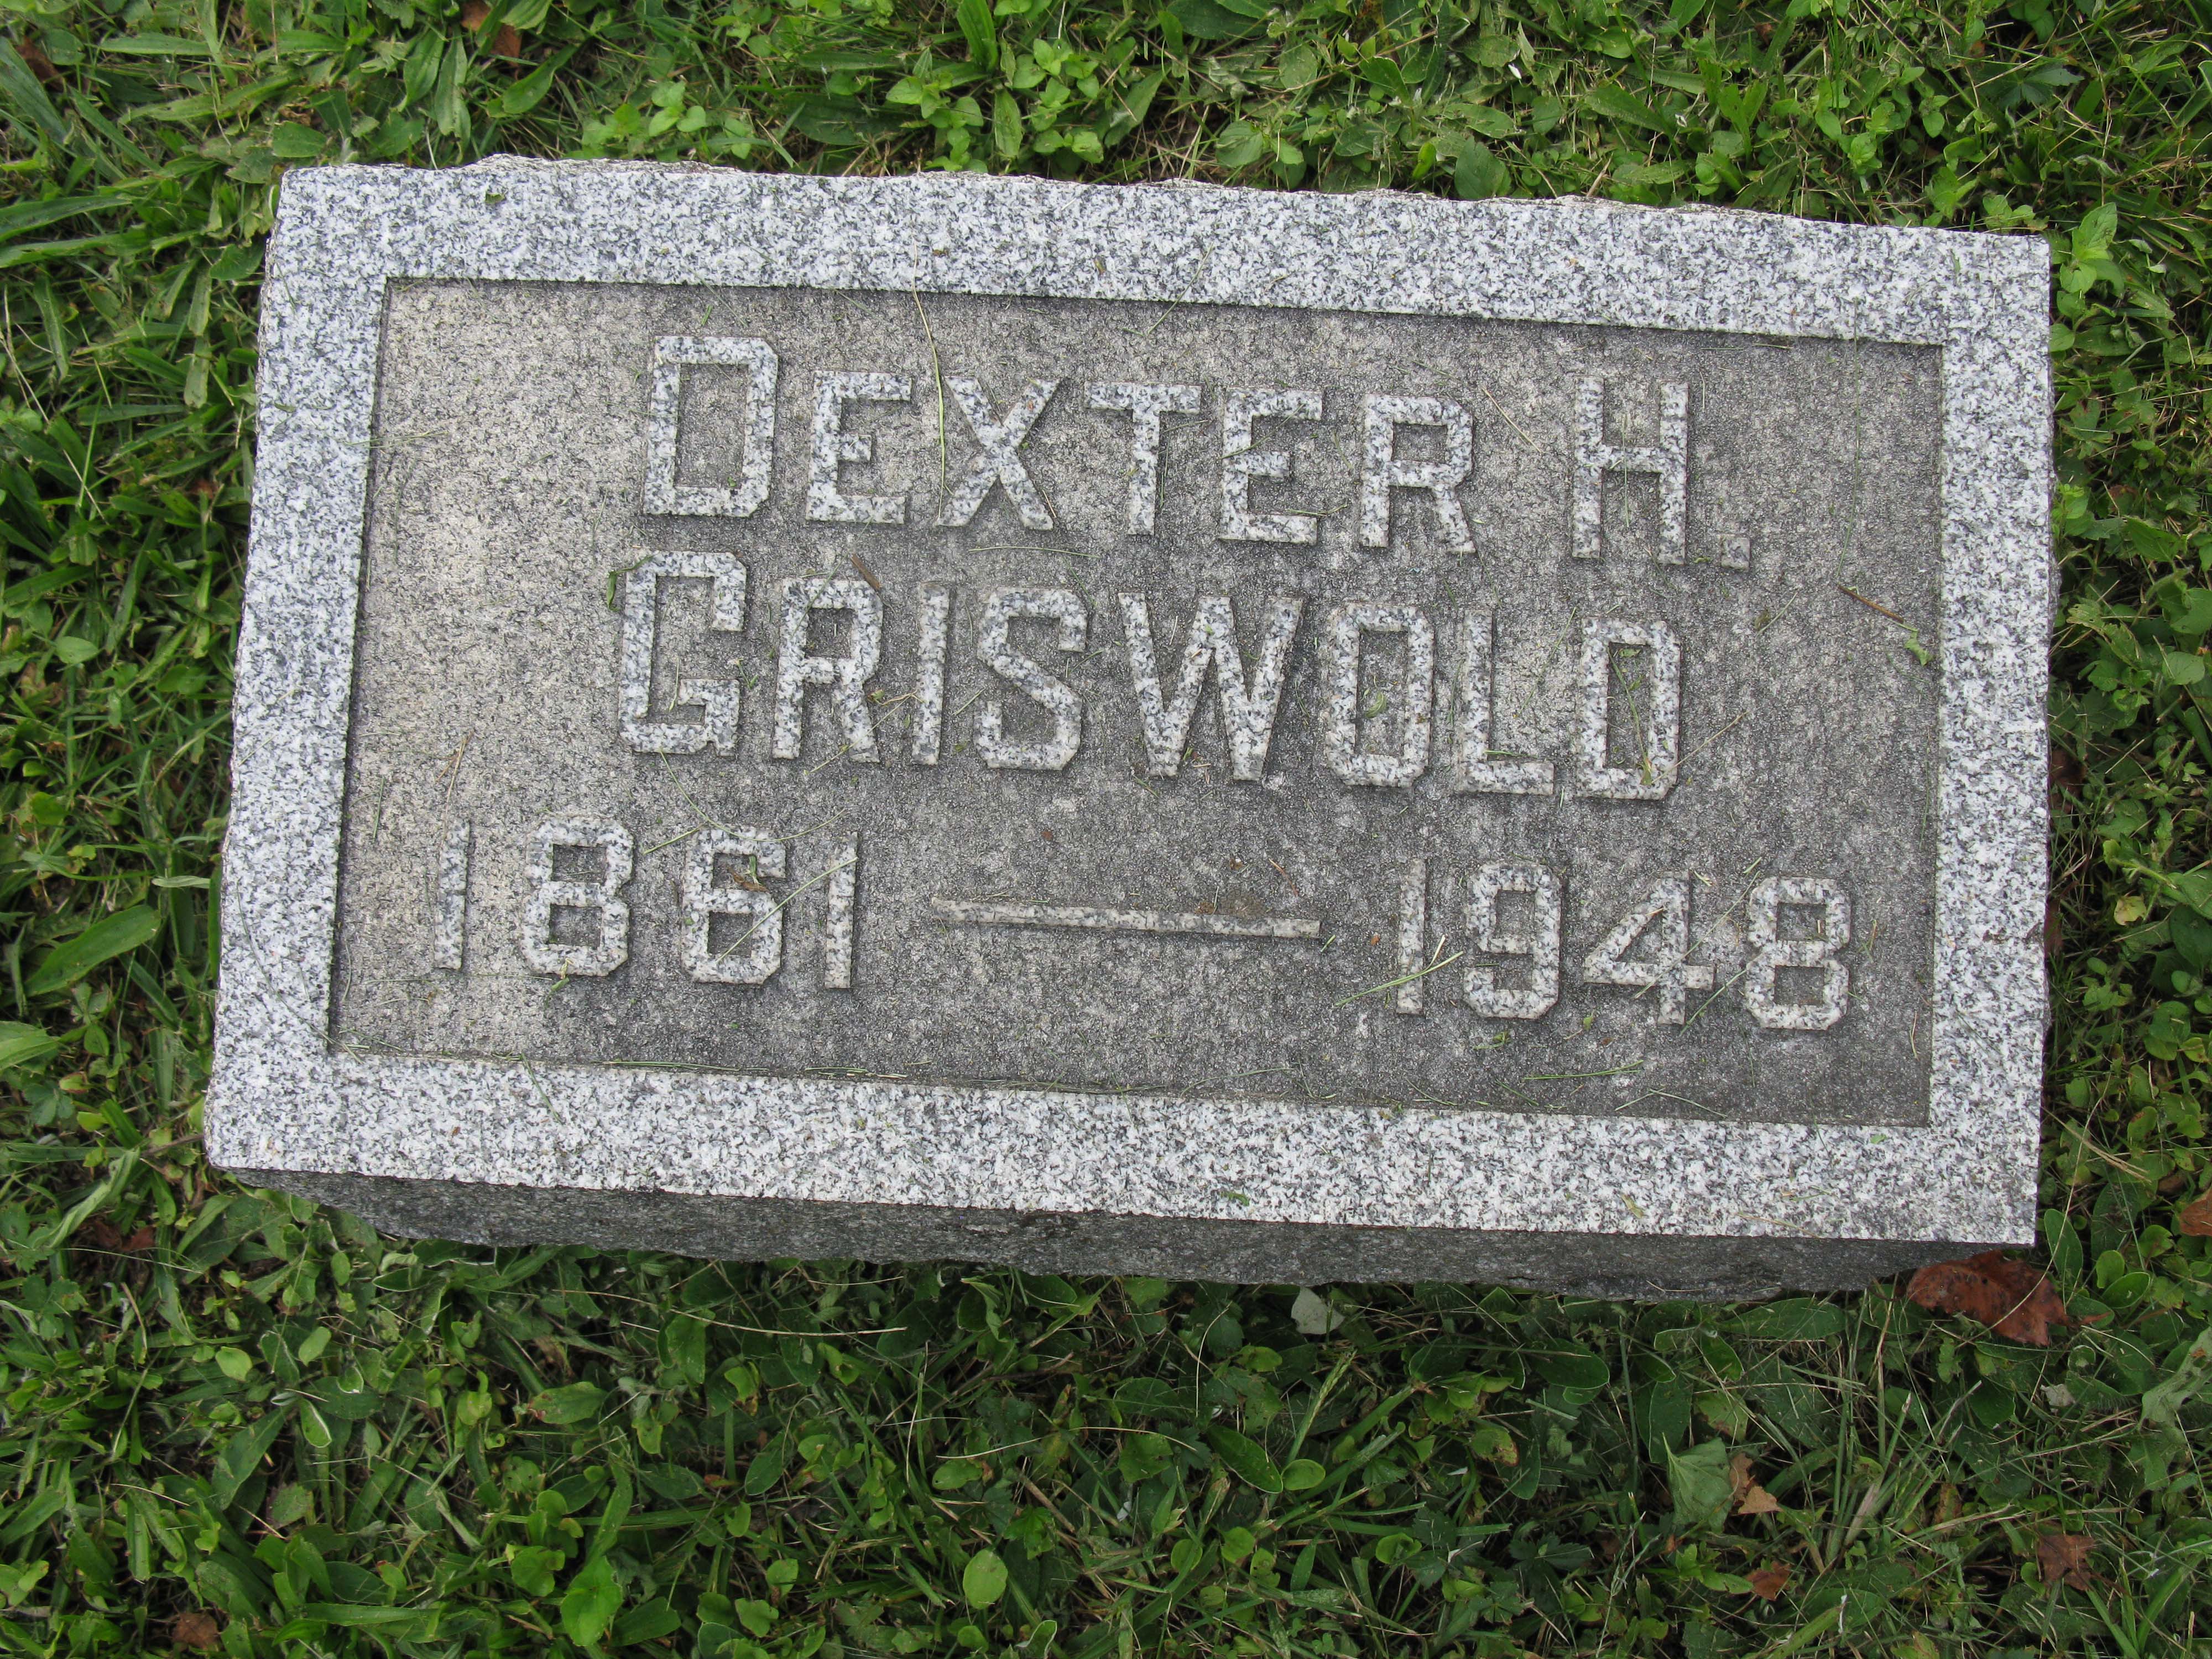 DEXTER H.
GRISWOLD
1861 — 1948